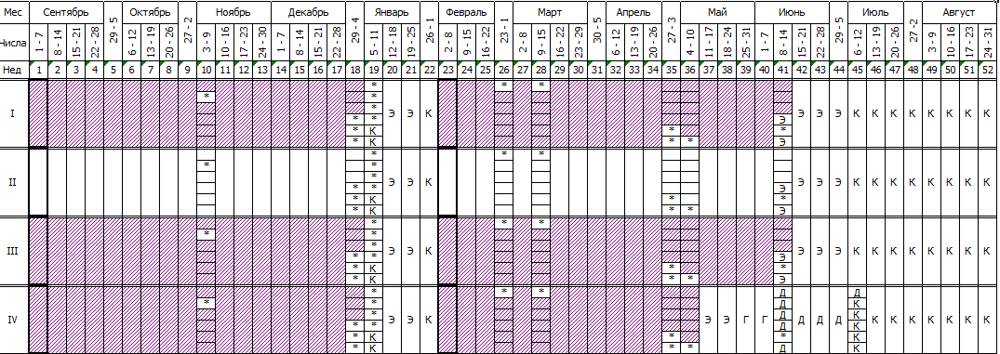 Мес Сентябрь 29 - 5 Октябрь 27 - 2 Ноябрь Декабрь 29 - 4 Январь 26 - 1 Февраль 23 - 1 Март 30 - 5 Апрель 27 - 3 Май Июнь 29 - 5 Июль 27 - 2 Август
Числа 1 - 7 8 - 14 15 - 21 22 - 28 6 - 12 13 - 19 20 - 26 3 - 9 10 - 16 17 - 23 24 - 30 1 - 7 8 - 14 15 - 21 22 - 28 5 - 11 12 - 18 19 - 25 2 - 8 9 - 15 16 - 22 2 - 8 9 - 15 16 - 22 23 - 29 6 - 12 13 - 19 20 - 26 4 - 10 11 - 17 18 - 24 25 - 31 1 - 7 8 - 14 15 - 21 22 - 28 6 - 12 13 - 19 20 - 26 3 - 9 10 - 16 17 - 23 24 - 31
Нед 1 2 3 4 5 6 7 8 9 10 11 12 13 14 15 16 17 18 19 20 21 22 23 24 25 26 27 28 29 30 31 32 33 34 35 36 37 38 39 40 41 42 43 44 45 46 47 48 49 50 51 52
* * *
* *
*
I Э Э К Э Э Э К К К К К К К К
* * Э
* К * *
* К * * Э
* * *
* *
*
II Э Э К Э Э Э К К К К К К К К
* * Э
* К * *
* К * * Э
* * *
* *
*
III Э Э К Э Э Э К К К К К К К К
* * Э
* К * *
* К * * Э
* * * Д Д
* * Д К
* Д К
IV Э Э К Э Э Г Г Д Д Д К К К К К К К
* * Д К
* К * * К
* К * * Д К